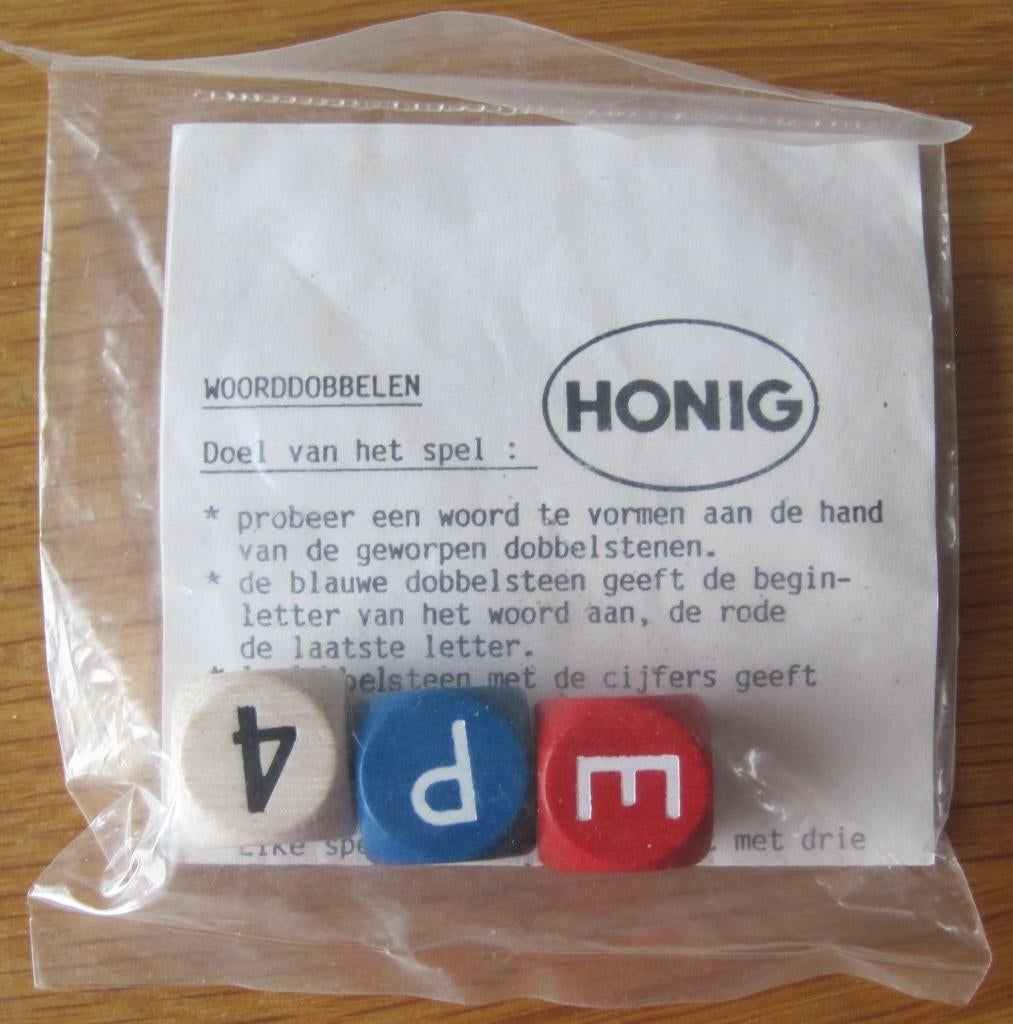 WOORDDOBBELEN
HONIG
Doel van het spel :
* probeer een woord te vormen aan de hand
van de geworpen dobbelstenen.
* de blauwe dobbelsteen geeft de begin-
letter van het woord aan, de rode
de laatste letter.
met de cijfers geeft
4 P E
met drie